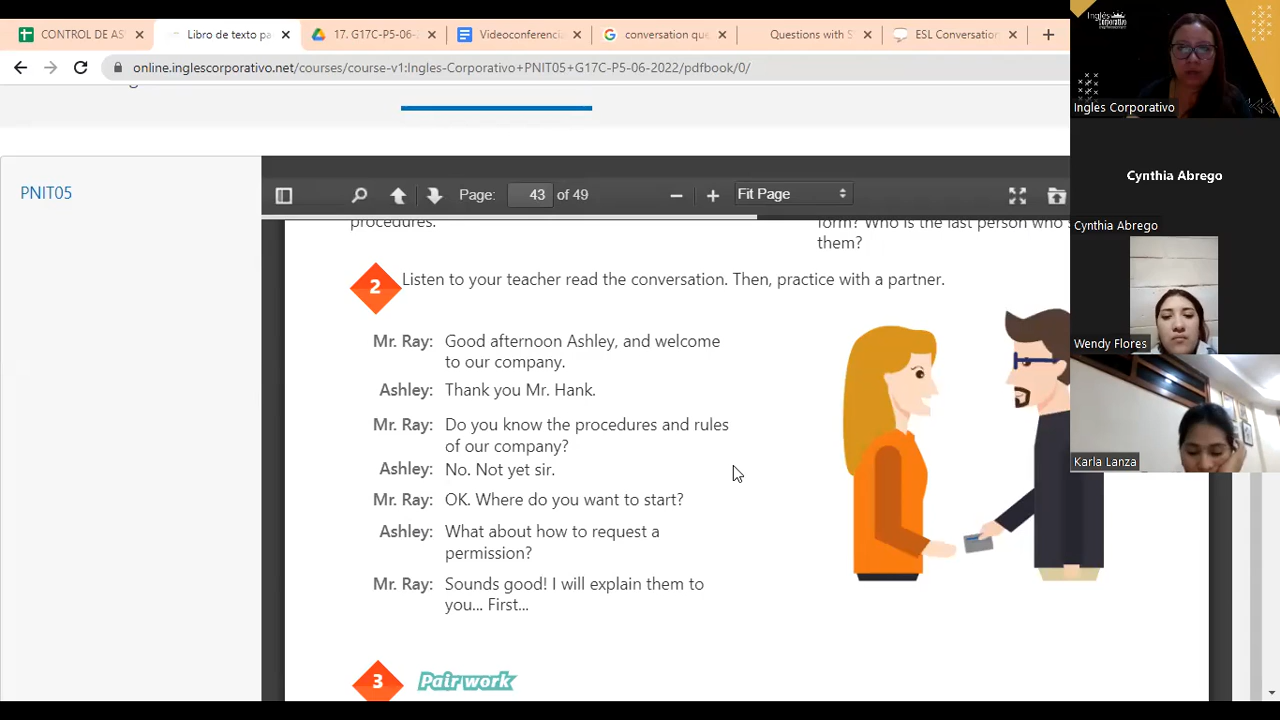 CONTROL DE AS
Libro de texto pa
17. G17C-P5-09-
Videoconferenci
conversation que
Questions with S
ESL Conversation
online.inglescorporativo.net/courses/course-v1:Ingles-Corporativo+PNIT05+G17C-P5-06-2022/pdfbook/0/
PNIT05
Page: 43 of 49
Fit Page
procedures.
form? Who is the last person who
them?
2 Listen to your teacher read the conversation. Then, practice with a partner.
Mr. Ray: Good afternoon Ashley, and welcome
to our company.
Ashley: Thank you Mr. Hank.
Mr. Ray: Do you know the procedures and rules
of our company?
Ashley: No. Not yet sir.
Mr. Ray: OK. Where do you want to start?
Ashley: What about how to request a
permission?
Mr. Ray: Sounds good! I will explain them to
you... First...
3 Pair work
Inglés
Corporativo
Ingles Corporativo
Cynthia Abrego
Cynthia Abrego
Wendy Flores
Karla Lanza